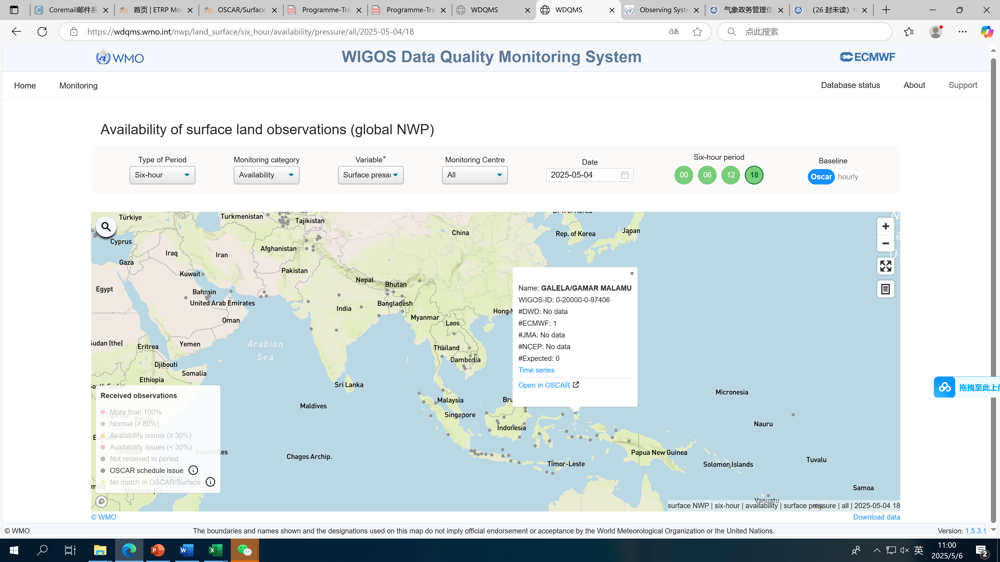 Coremail邮件系
首页 | ETRP Moo
OSCAR/Surface
Programme-Tra
Programme-Tra
WDQMS
WDQMS
Observing Syste
气象政务管理信
（26 封未读）
https://wdqms.wmo.int/nwp/land_surface/six_hour/availability/pressure/all/2025-05-04/18
点此搜索
WMO
WIGOS Data Quality Monitoring System
ECMWF
Home
Monitoring
Database status
About
Support
Availability of surface land observations (global NWP)
Type of Period
Monitoring category
Variable*
Monitoring Centre
Date
Six-hour period
Baseline
Six-hour
Availability
Surface pressu
All
2025-05-04
00
06
12
18
Oscar
hourly
Türkiye
Turkmenistan
Tajikistan
China
Rep. of Korea
Japan
Cyprus
Afghanistan
Iraq
Iran
Gaza
Pakistan
Kuwait
Nepal
Bhutan
Egypt
Bahrain
United Arab Emirates
India
Bangladesh
Hong
Oman
Myanmar
Laos
Sudan (the)
Eritrea
Yemen
Arabian
Sea
Thailand
Cambodia
Djibouti
Somalia
Ethiopia
South Sudan
Sri Lanka
Maldives
Malaysia
Bru
Singapore
Indonesia
Micronesia
Nauru
Chagos Archip.
Seychelles
Papua New Guinea
Timor-Leste
Solomon Islands
Tuvalu
Samoa
Vanuatu
Fiji
Uganda
Kenya
Burundi
Tanzania
Comoros
mbia
Mozambique
Name: GALELA/GAMAR MALAMU
WIGOS-ID: 0-20000-0-97406
#DWD: No data
#ECMWF: 1
#JMA: No data
#NCEP: No data
#Expected: 0
Time series
Open in OSCAR
Received observations
More than 100%
Normal (≥ 80%)
Availability issues (≥ 30%)
Availability issues (< 30%)
Not received in period
OSCAR schedule issue
No match in OSCAR/Surface
拖拽至此上传
surface NWP | six-hour | availability | surface pressure | all | 2025-05-04 18
© WMO
Download data
© WMO
The boundaries and names shown and the designations used on this map do not imply official endorsement or acceptance by the World Meteorological Organization or the United Nations.
Version: 1.5.3.1
英
11:00
2025/5/6
2